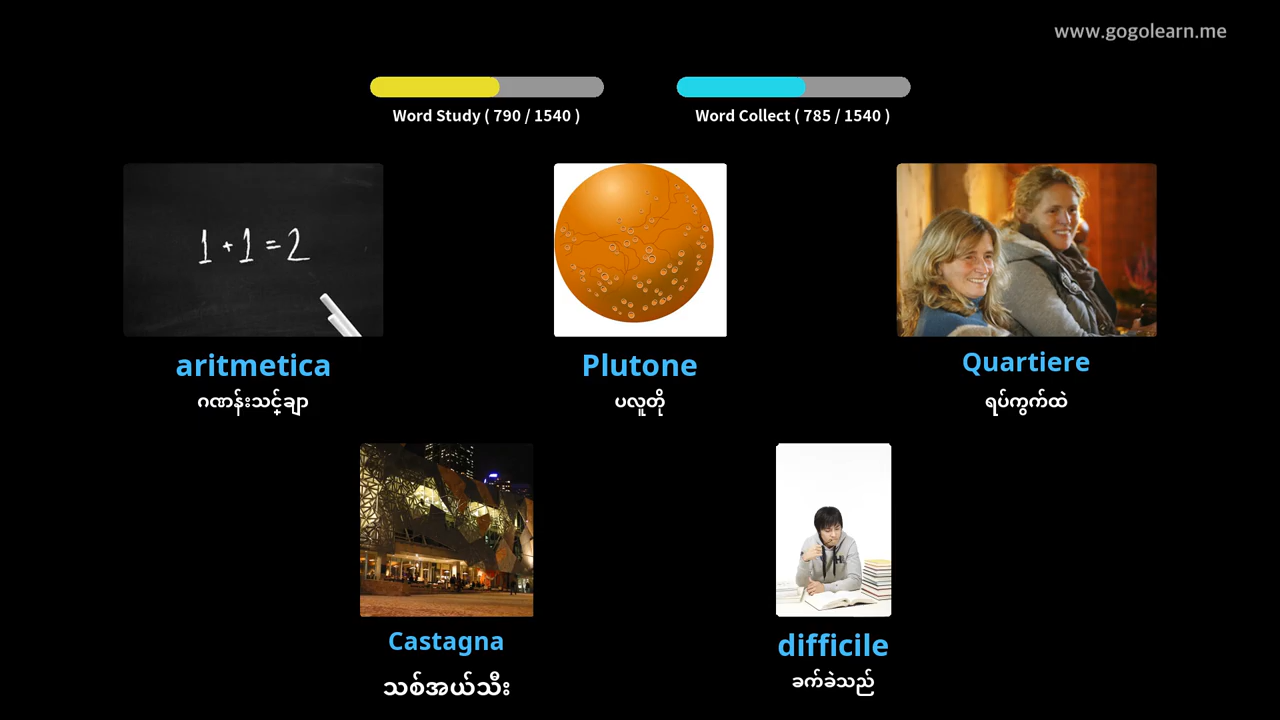 www.gogolearn.me
Word Study ( 790 / 1540 )
Word Collect ( 785 / 1540 )
1 + 1 = 2
aritmetica
ဂဏန်းသင်္ချာ
Plutone
ပလူတို
Quartiere
ရပ်ကွက်ထဲ
Castagna
သစ်အယ်သီး
difficile
ခက်ခဲသည်